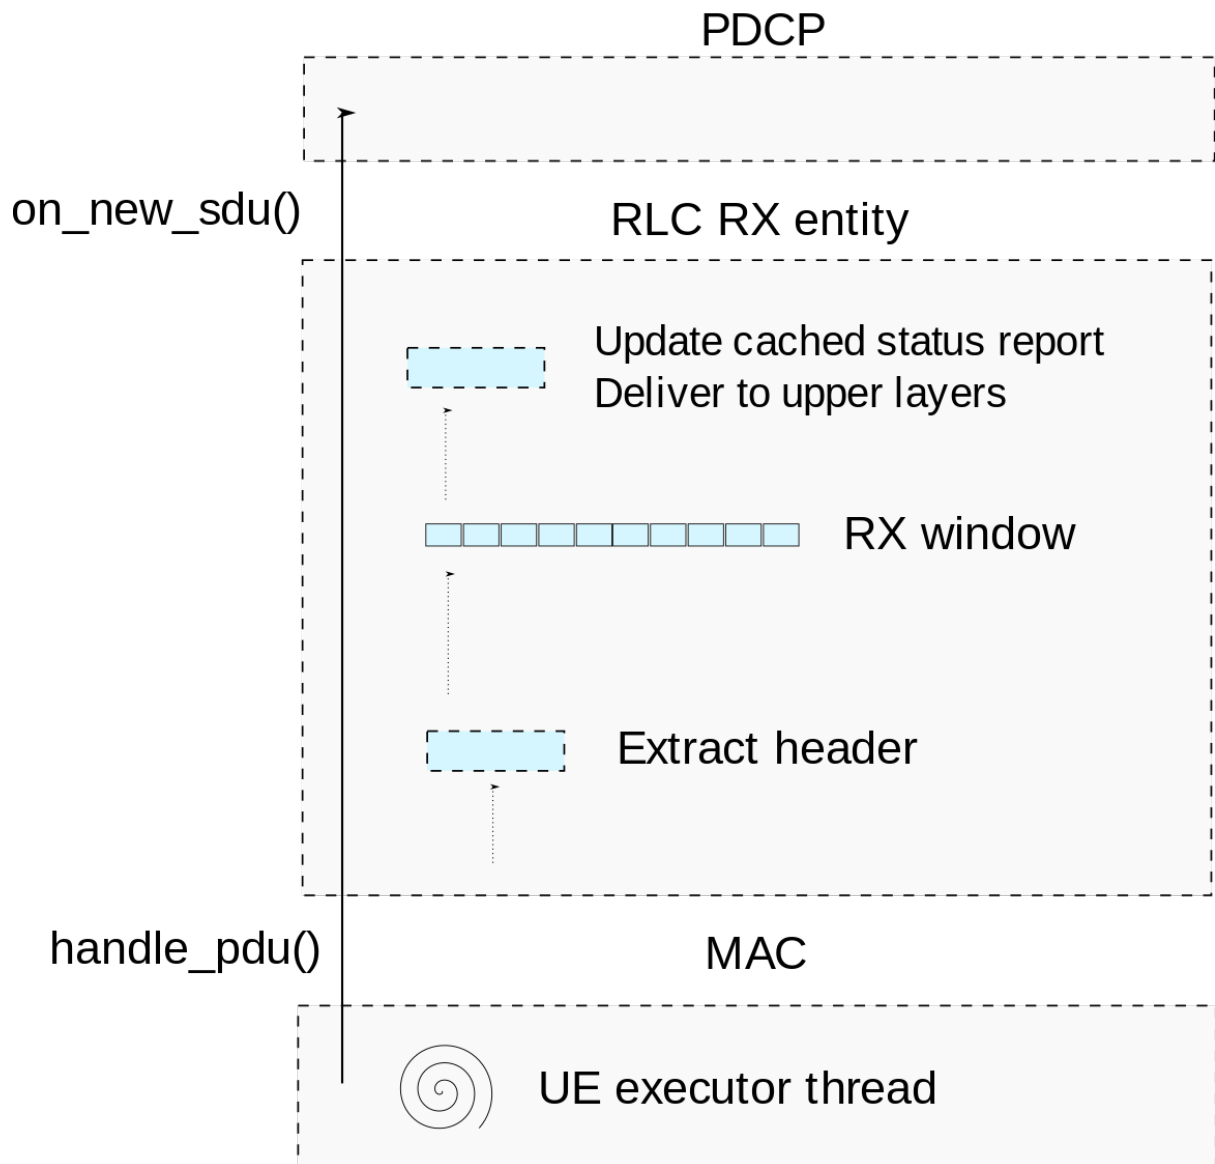 PDCP
on_new_sdu()
RLC RX entity
Update cached status report
Deliver to upper layers
RX window
Extract header
handle_pdu()
MAC
UE executor thread